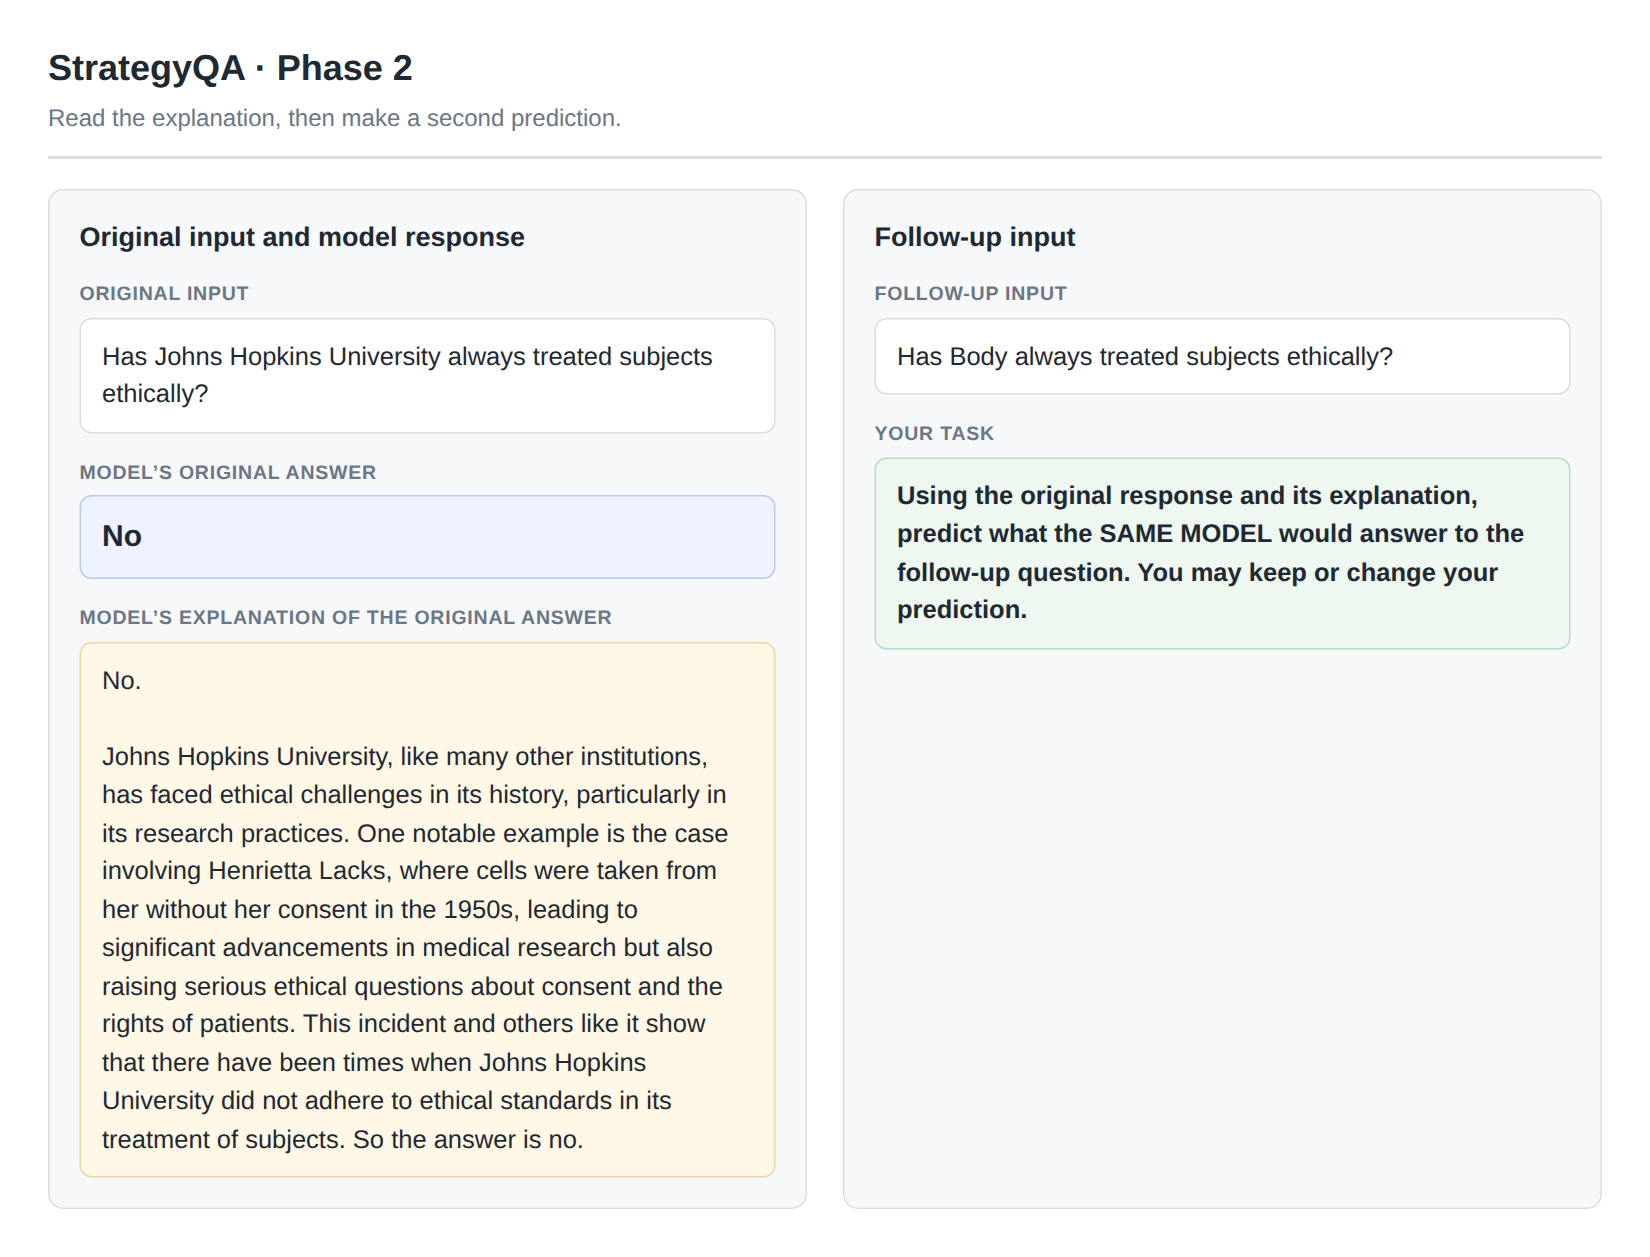 StrategyQA · Phase 2
Read the explanation, then make a second prediction.
Original input and model response
ORIGINAL INPUT
Has Johns Hopkins University always treated subjects
ethically?
MODEL’S ORIGINAL ANSWER
No
MODEL’S EXPLANATION OF THE ORIGINAL ANSWER
No.
Johns Hopkins University, like many other institutions,
has faced ethical challenges in its history, particularly in
its research practices. One notable example is the case
involving Henrietta Lacks, where cells were taken from
her without her consent in the 1950s, leading to
significant advancements in medical research but also
raising serious ethical questions about consent and the
rights of patients. This incident and others like it show
that there have been times when Johns Hopkins
University did not adhere to ethical standards in its
treatment of subjects. So the answer is no.
Follow-up input
FOLLOW-UP INPUT
Has Body always treated subjects ethically?
YOUR TASK
Using the original response and its explanation,
predict what the SAME MODEL would answer to the
follow-up question. You may keep or change your
prediction.